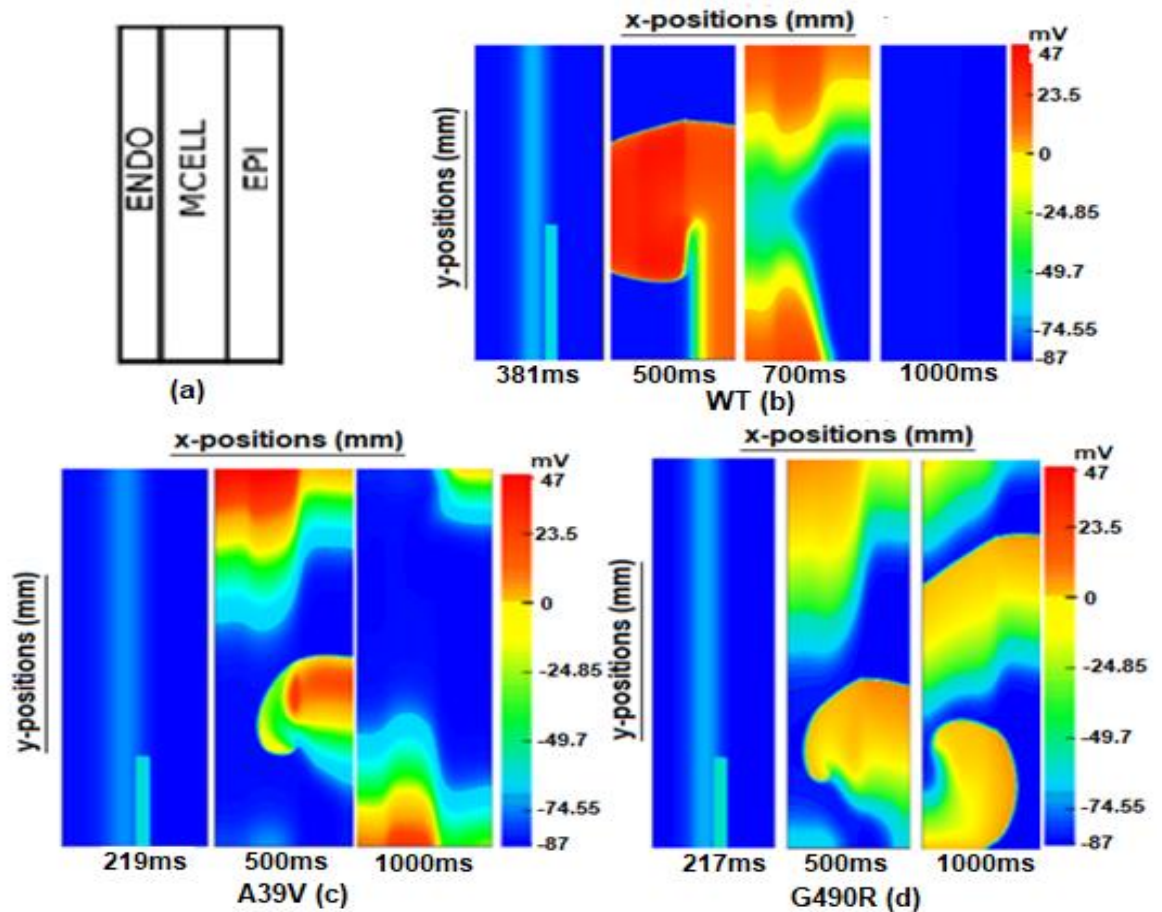 ENDO
MCELL
EPI
(a)
x-positions (mm)
y-positions (mm)
mV
47
23.5
0
-24.85
-49.7
-74.55
-87
381ms 500ms 700ms 1000ms
WT (b)
x-positions (mm)
y-positions (mm)
mV
47
23.5
0
-24.85
-49.7
-74.55
-87
219ms 500ms 1000ms
A39V (c)
x-positions (mm)
y-positions (mm)
mV
47
23.5
0
-24.85
-49.7
-74.55
-87
217ms 500ms 1000ms
G490R (d)